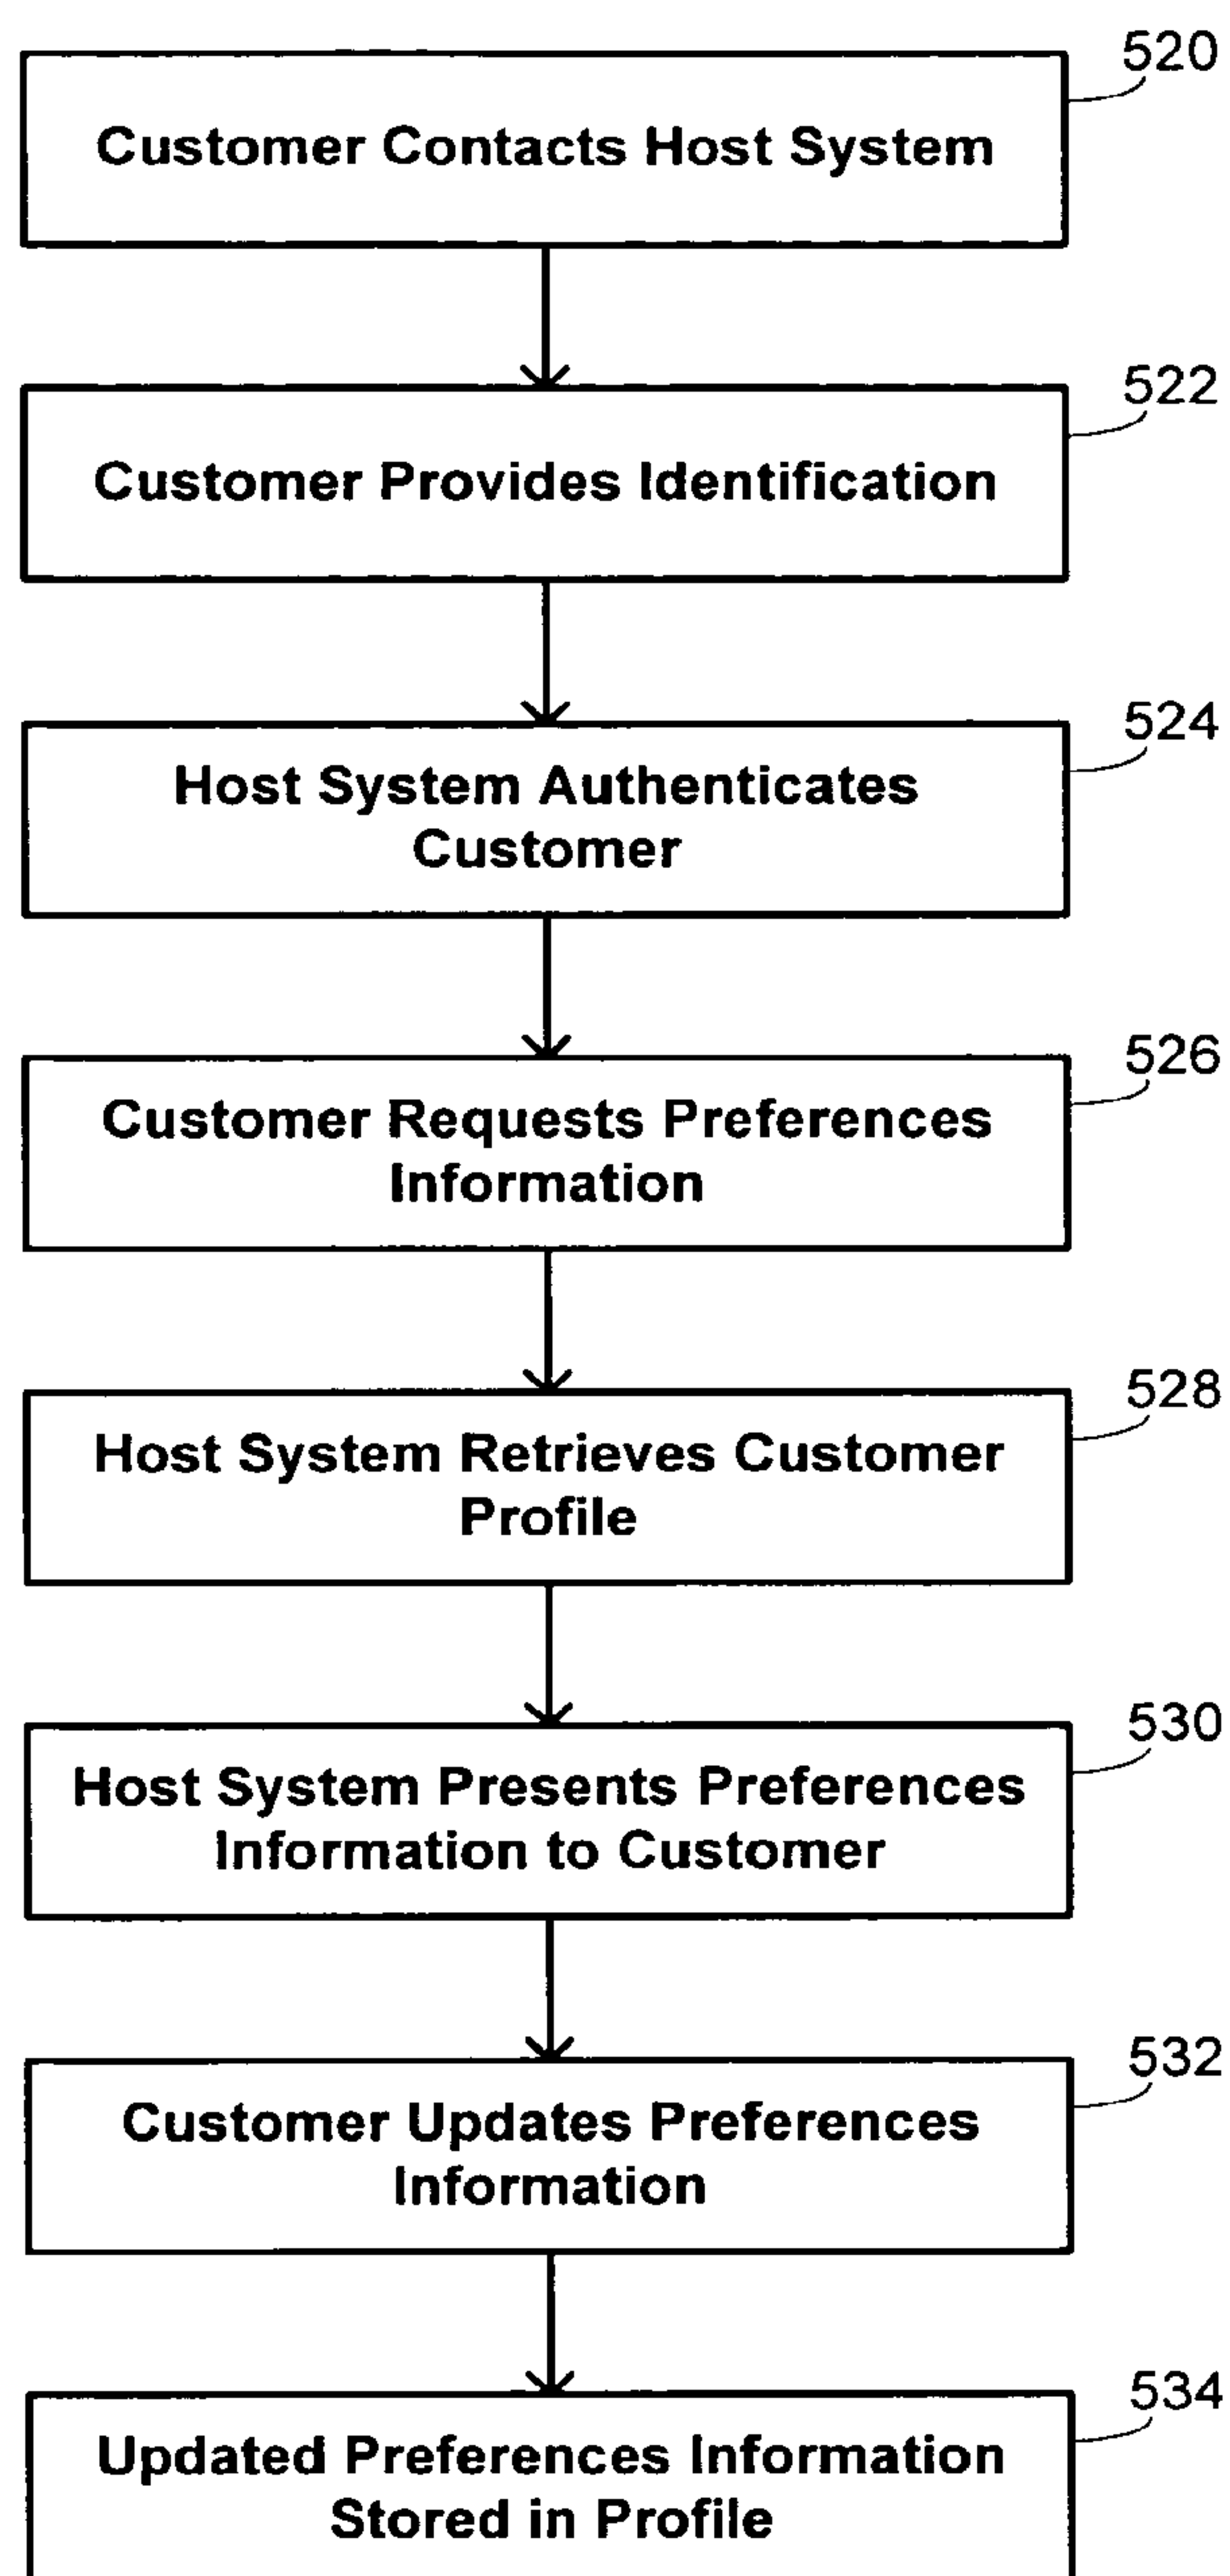 520
Customer Contacts Host System
522
Customer Provides Identification
524
Host System Authenticates
Customer
526
Customer Requests Preferences
Information
528
Host System Retrieves Customer
Profile
530
Host System Presents Preferences
Information to Customer
532
Customer Updates Preferences
Information
534
Updated Preferences Information
Stored in Profile